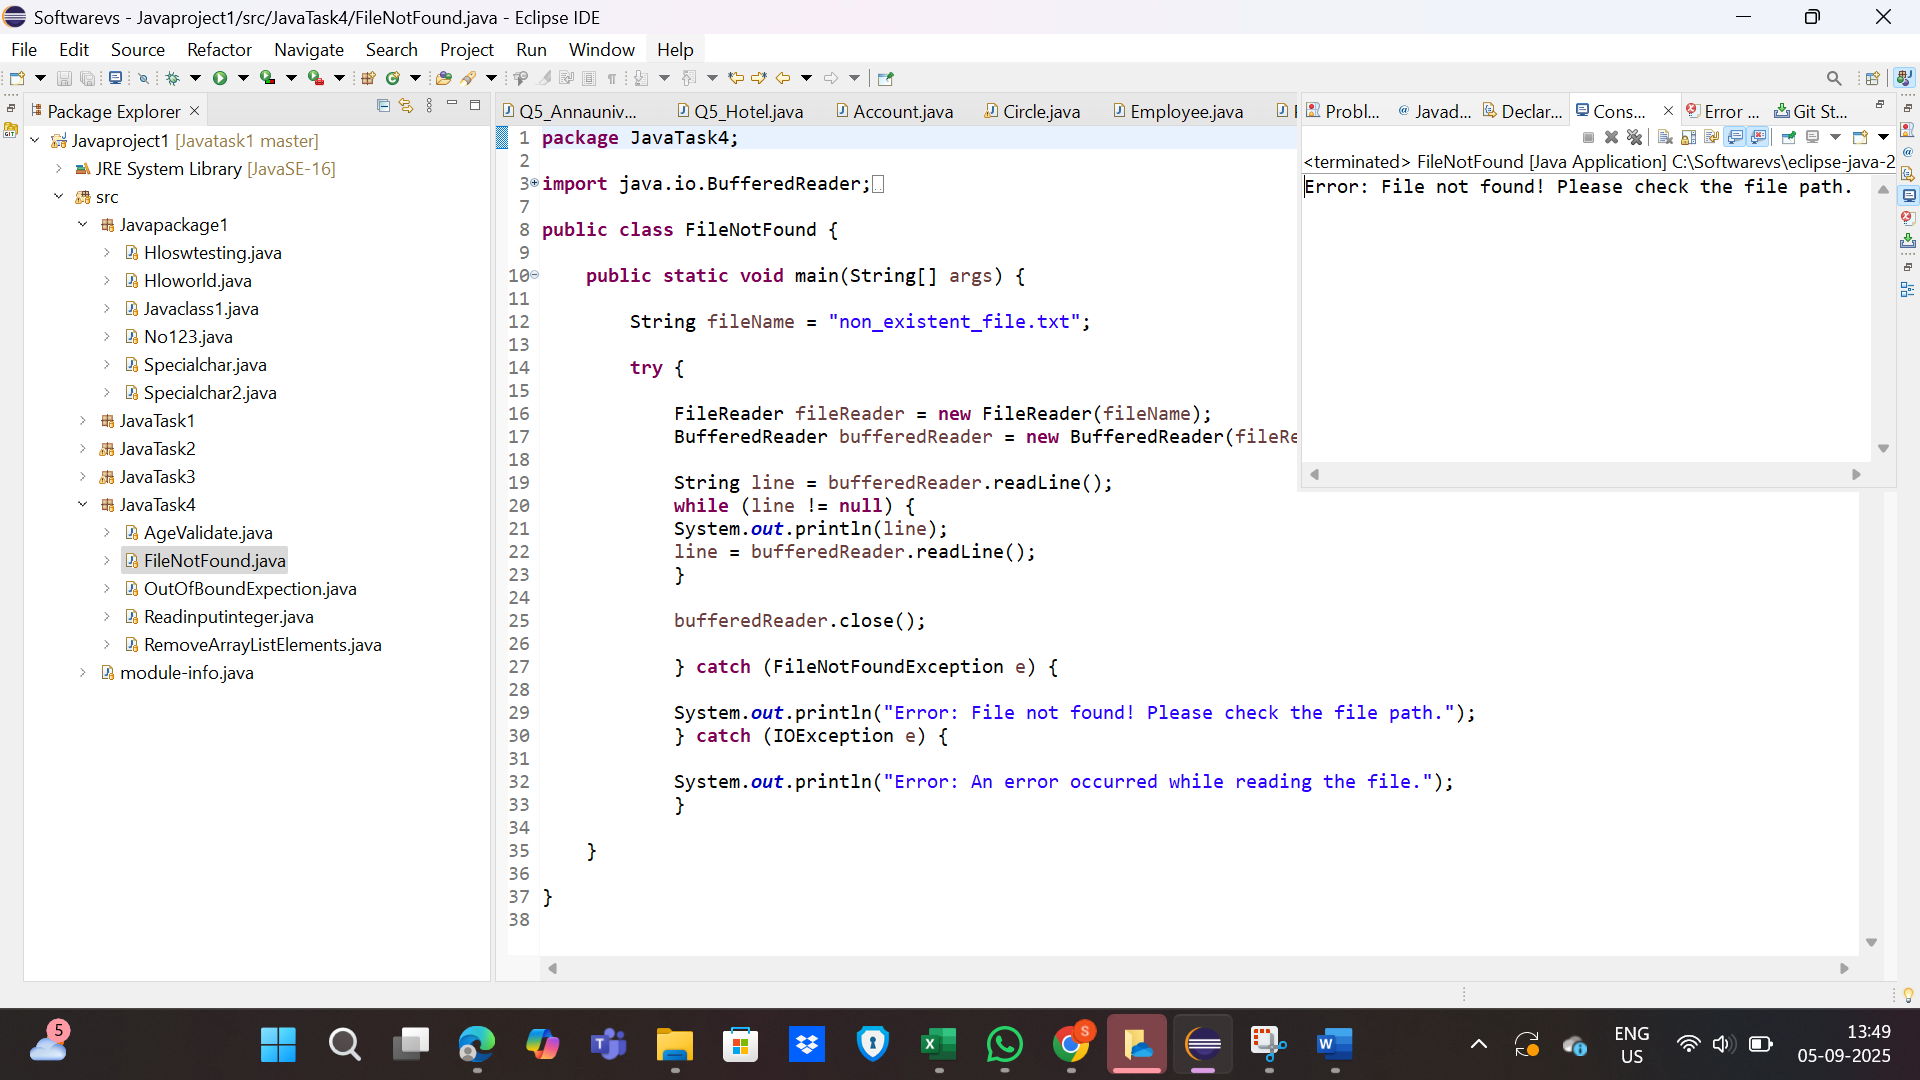 Softwarevs - Javaproject1/src/JavaTask4/FileNotFound.java - Eclipse IDE
File Edit Source Refactor Navigate Search Project Run Window Help
Package Explorer
Javaproject1 [Javatask1 master]
JRE System Library [JavaSE-16]
src
Javapackage1
Hloswtesting.java
Hloworld.java
Javaclass1.java
No123.java
Specialchar.java
Specialchar2.java
JavaTask1
JavaTask2
JavaTask3
JavaTask4
AgeValidate.java
FileNotFound.java
OutOfBoundExpection.java
Readinputinteger.java
RemoveArrayListElements.java
module-info.java
Q5_Annauniv... Q5_Hotel.java Account.java Circle.java Employee.java
1 package JavaTask4;
2
3 import java.io.BufferedReader;
7
8 public class FileNotFound {
9
10 public static void main(String[] args) {
11
12 String fileName = "non_existent_file.txt";
13
14 try {
15
16 FileReader fileReader = new FileReader(fileName);
17 BufferedReader bufferedReader = new BufferedReader(fileRe
18
19 String line = bufferedReader.readLine();
20 while (line != null) {
21 System.out.println(line);
22 line = bufferedReader.readLine();
23 }
24
25 bufferedReader.close();
26
27 } catch (FileNotFoundException e) {
28
29 System.out.println("Error: File not found! Please check the file path.");
30 } catch (IOException e) {
31
32 System.out.println("Error: An error occurred while reading the file.");
33 }
34
35 }
36
37 }
38
Probl... Javad... Declar... Cons... Error ... Git St...
<terminated> FileNotFound [Java Application] C:\Softwarevs\eclipse-java-2
Error: File not found! Please check the file path.
5
S
ENG
US
13:49
05-09-2025